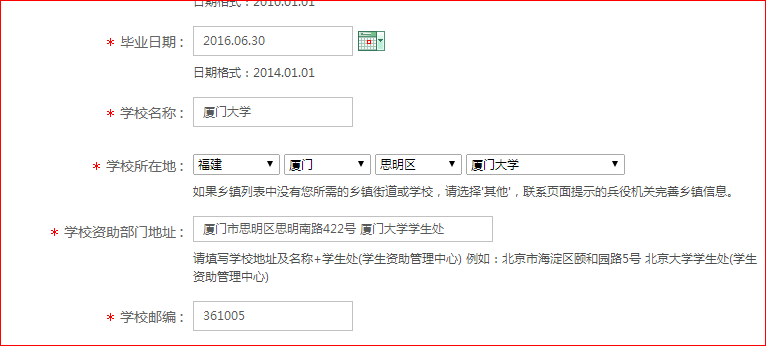 日期格式：2010.01.01
* 毕业日期： 2016.06.30
日期格式：2014.01.01
* 学校名称： 厦门大学
* 学校所在地： 福建 厦门 思明区 厦门大学
如果乡镇列表中没有您所需的乡镇街道或学校，请选择'其他'，联系页面提示的兵役机关完善乡镇信息。
* 学校资助部门地址： 厦门市思明区思明南路422号 厦门大学学生处
请填写学校地址及名称+学生处(学生资助管理中心) 例如：北京市海淀区颐和园路5号 北京大学学生处(学生
资助管理中心)
* 学校邮编： 361005